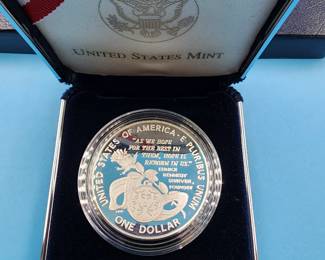 UNITED STATES MINT
UNITED STATES OF AMERICA · E PLURIBUS UNUM
"AS WE HOPE
FOR THE BEST IN
THEM, HOPE IS
REBORN IN US."
EUNICE
KENNEDY
SHRIVER,
FOUNDER
ONE DOLLAR